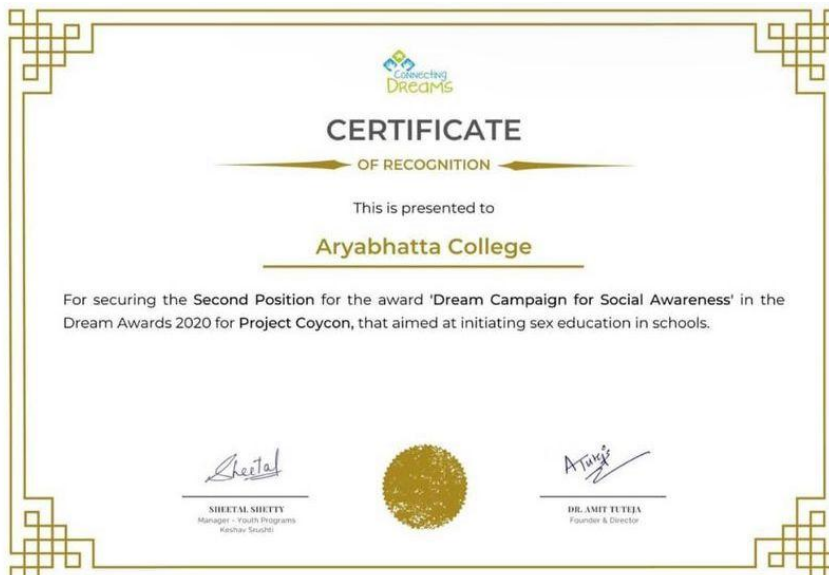 Connecting
Dreams
CERTIFICATE
OF RECOGNITION
This is presented to
Aryabhatta College
For securing the Second Position for the award 'Dream Campaign for Social Awareness' in the
Dream Awards 2020 for Project Coycon, that aimed at initiating sex education in schools.
Sheetal
A Tuteja
SHEETAL SHETTY
Manager - Youth Programs
Keshav Srushti
DR. AMIT TUTEJA
Founder & Director